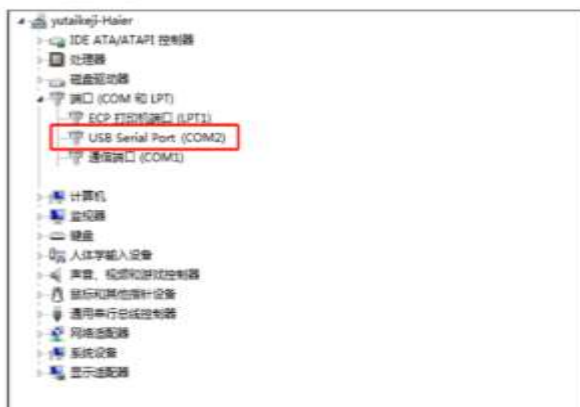 yutaikeji-Haier
IDE ATA/ATAPI 控制器
处理器
磁盘驱动器
端口 (COM 和 LPT)
ECP 打印机端口 (LPT1)
USB Serial Port (COM2)
通信端口 (COM1)
计算机
监视器
键盘
人体学输入设备
声音、视频和游戏控制器
鼠标和其他指针设备
通用串行总线控制器
网络适配器
系统设备
显示适配器